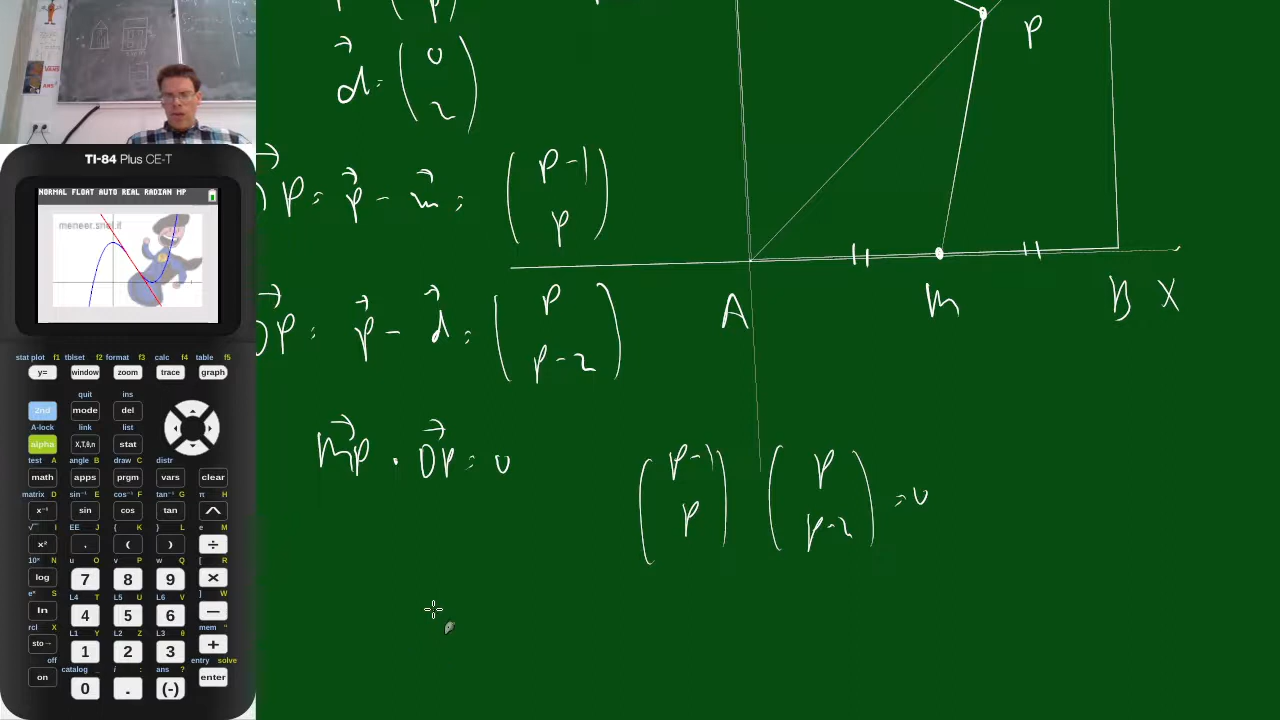 p
d⃗ = (0
2)
P = p⃗ - m⃗ = (p-1
p)
DP = p⃗ - d⃗ = (p
p-2)
MP⃗ · DP⃗ = 0
(p-1
p) (p
p-2) = 0
P
A
M
B
X
TI-84 Plus CE-T
NORMAL FLOAT AUTO REAL RADIAN MP
stat plot f1 tblset f2 format f3 calc f4 table f5
y= window zoom trace graph
quit ins
2nd mode del
A-lock link list
alpha X,T,θ,n stat
test A angle B draw C distr
math apps prgm vars clear
matrix D sin⁻¹ E cos⁻¹ F tan⁻¹ G π H
x⁻¹ sin cos tan ^
√ I EE J { K } L e M
x² , ( ) ÷
10ˣ N u O v P w Q [ R
log 7 8 9 ×
eˣ S L4 T L5 U L6 V ] W
ln 4 5 6 −
rcl X L1 Y L2 Z L3 θ mem "
sto→ 1 2 3 +
off catalog i : ans ? entry solve
on 0 . (-) enter